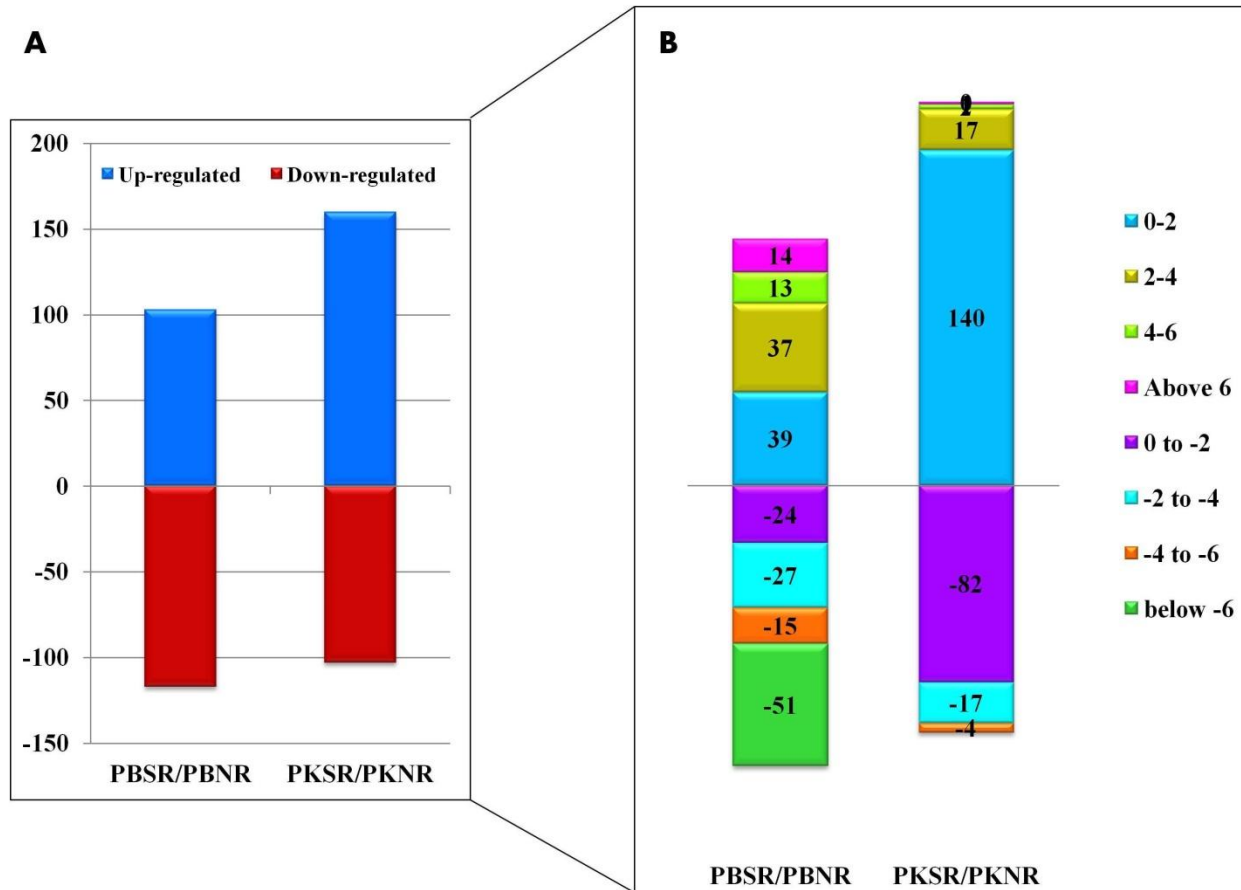 A
200
150
100
50
0
-50
-100
-150
Up-regulated
Down-regulated
PBSR/PBNR
PKSR/PKNR
B
14
13
37
39
-24
-27
-15
-51
17
140
-82
-17
-4
0-2
2-4
4-6
Above 6
0 to -2
-2 to -4
-4 to -6
below -6
PBSR/PBNR
PKSR/PKNR